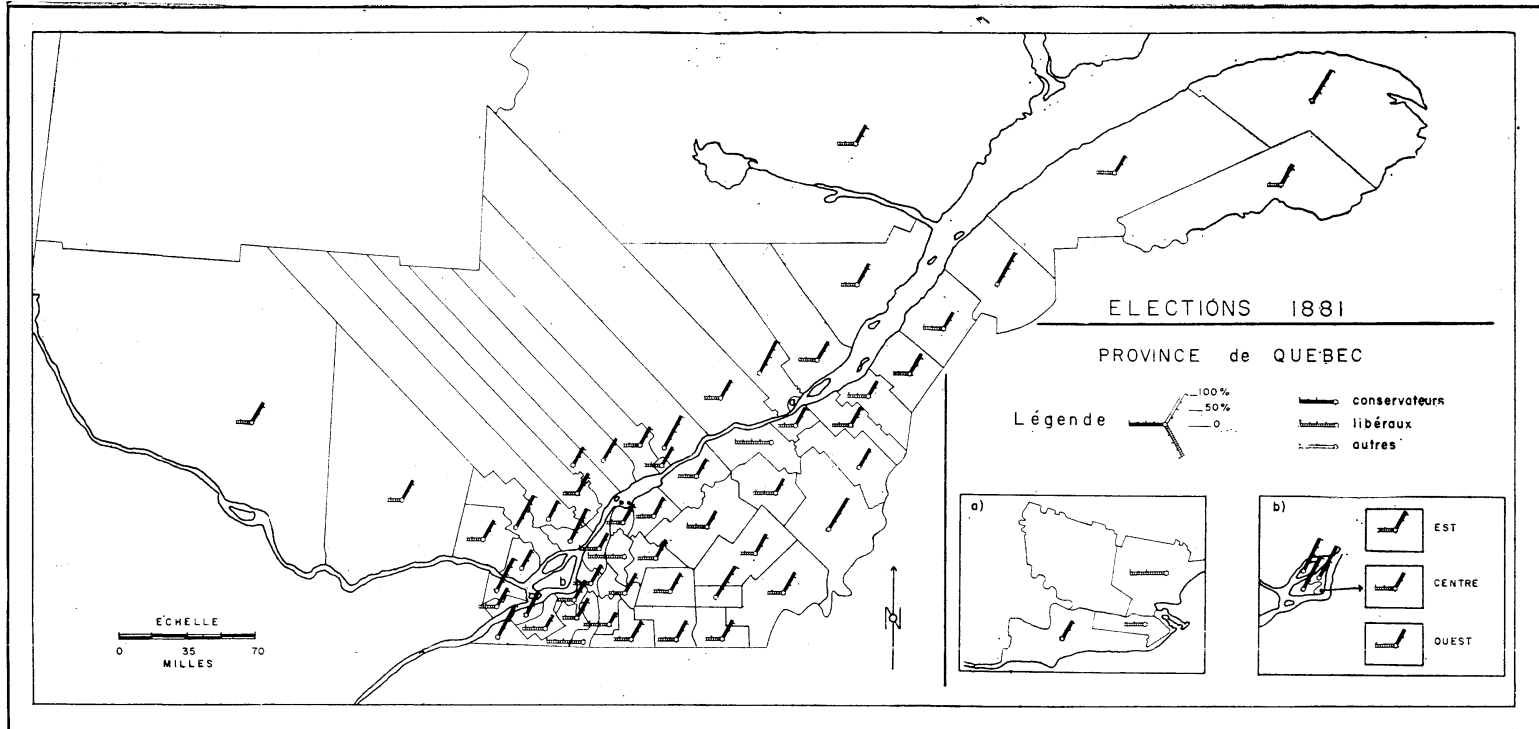 ELECTIONS 1881
PROVINCE de QUEBEC
Légende
100%
50%
0
conservateurs
libéraux
autres
a
b
ECHELLE
0 35 70
MILLES
N
a)
b)
EST
CENTRE
OUEST